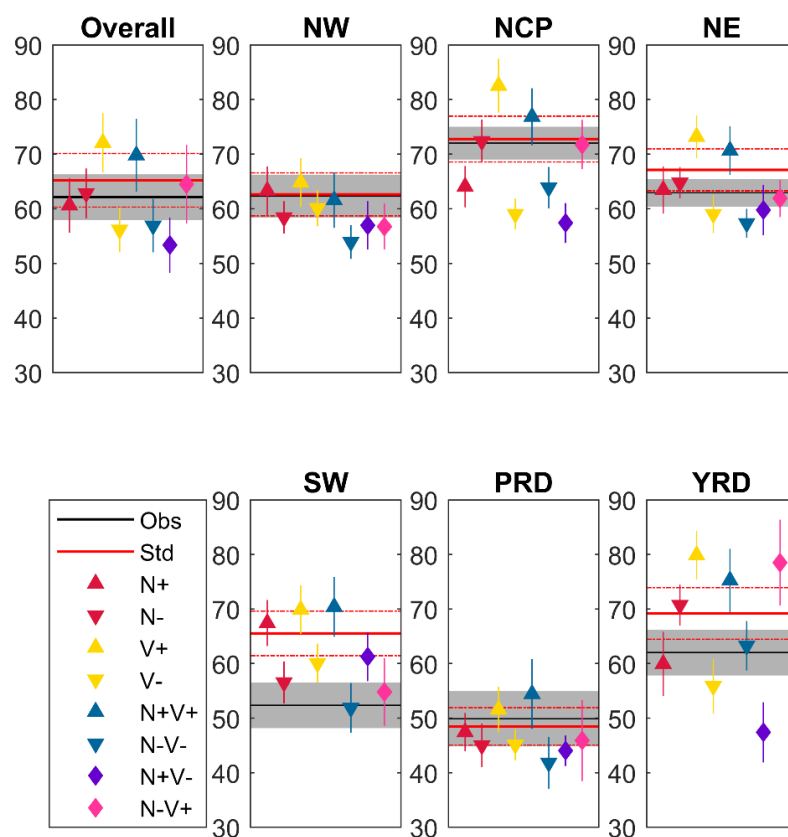 Overall NW NCP NE
90 90 90 90
80 80 80 80
70 70 70 70
60 60 60 60
50 50 50 50
40 40 40 40
30 30 30 30
SW PRD YRD
90 90 90
80 80 80
70 70 70
60 60 60
50 50 50
40 40 40
30 30 30
Obs
Std
N+
N-
V+
V-
N+V+
N-V-
N+V-
N-V+